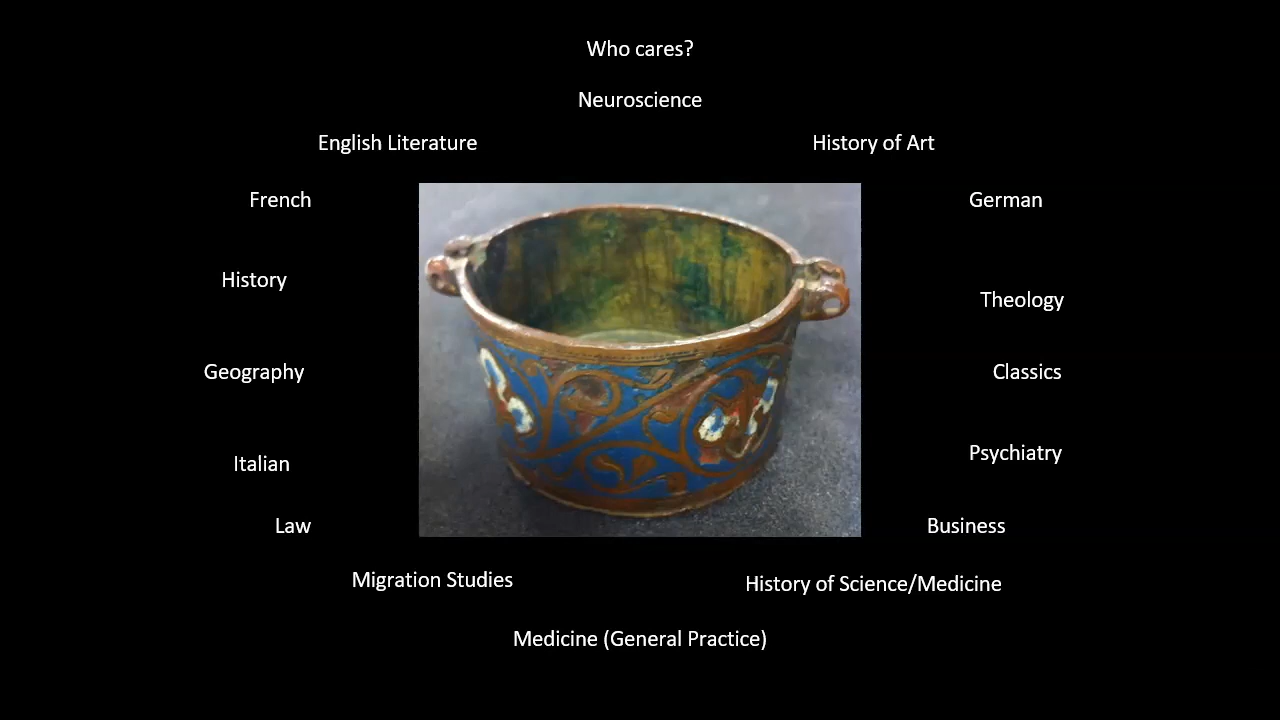 Who cares?
Neuroscience
English Literature
History of Art
French
German
History
Theology
Geography
Classics
Italian
Psychiatry
Law
Business
Migration Studies
History of Science/Medicine
Medicine (General Practice)